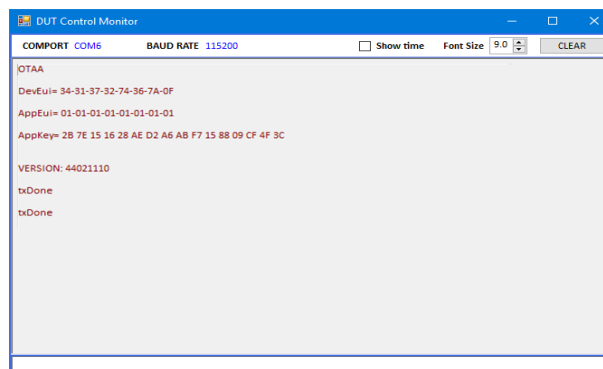 DUT Control Monitor
COMPORT COM6 BAUD RATE 115200 Show time Font Size 9.0 CLEAR
OTAA
DevEui= 34-31-37-32-74-36-7A-0F
AppEui= 01-01-01-01-01-01-01-01
AppKey= 2B 7E 15 16 28 AE D2 A6 AB F7 15 88 09 CF 4F 3C
VERSION: 44021110
txDone
txDone